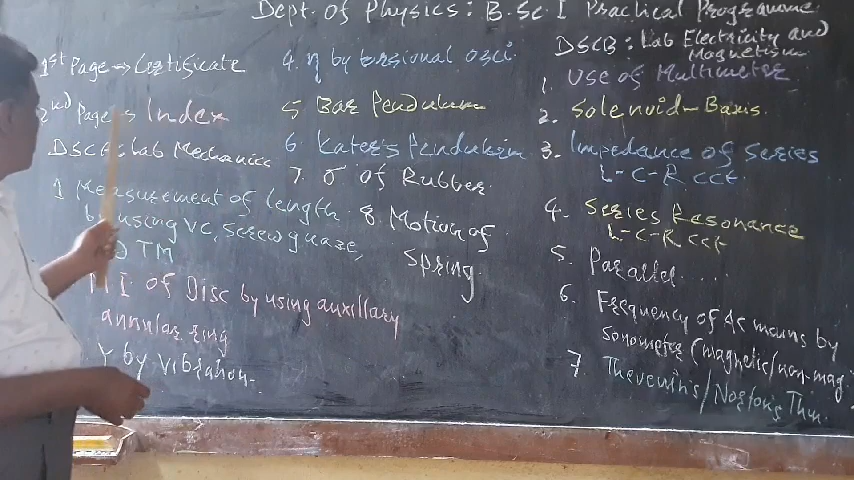 Dept. of Physics: B.Sc. I Practical Programme
1st Page → Certificate
2nd Page → Index
Lab Mechanics
1 Measurement of length
by using VC, Screw guaze,
TM
M I of Disc by using auxillary
annular ring
Y by vibration.
4. η by torsional osci.
5 Bar Pendulum
6 Kater's Pendulum
7. σ of Rubber.
8 Motion of
Spring.
DSCB: Lab Electricity and
Magnetism
1. Use of Multimeter
2. Solenoid - Baxis.
3. Impedance of Series
L-C-R cct.
4. Series Resonance
L-C-R cct
5. Parallel ....
6. Frequency of Ac mains by
Sonometer (magnetic/non-mag.
7 Thevenin's/Norton's Thm.